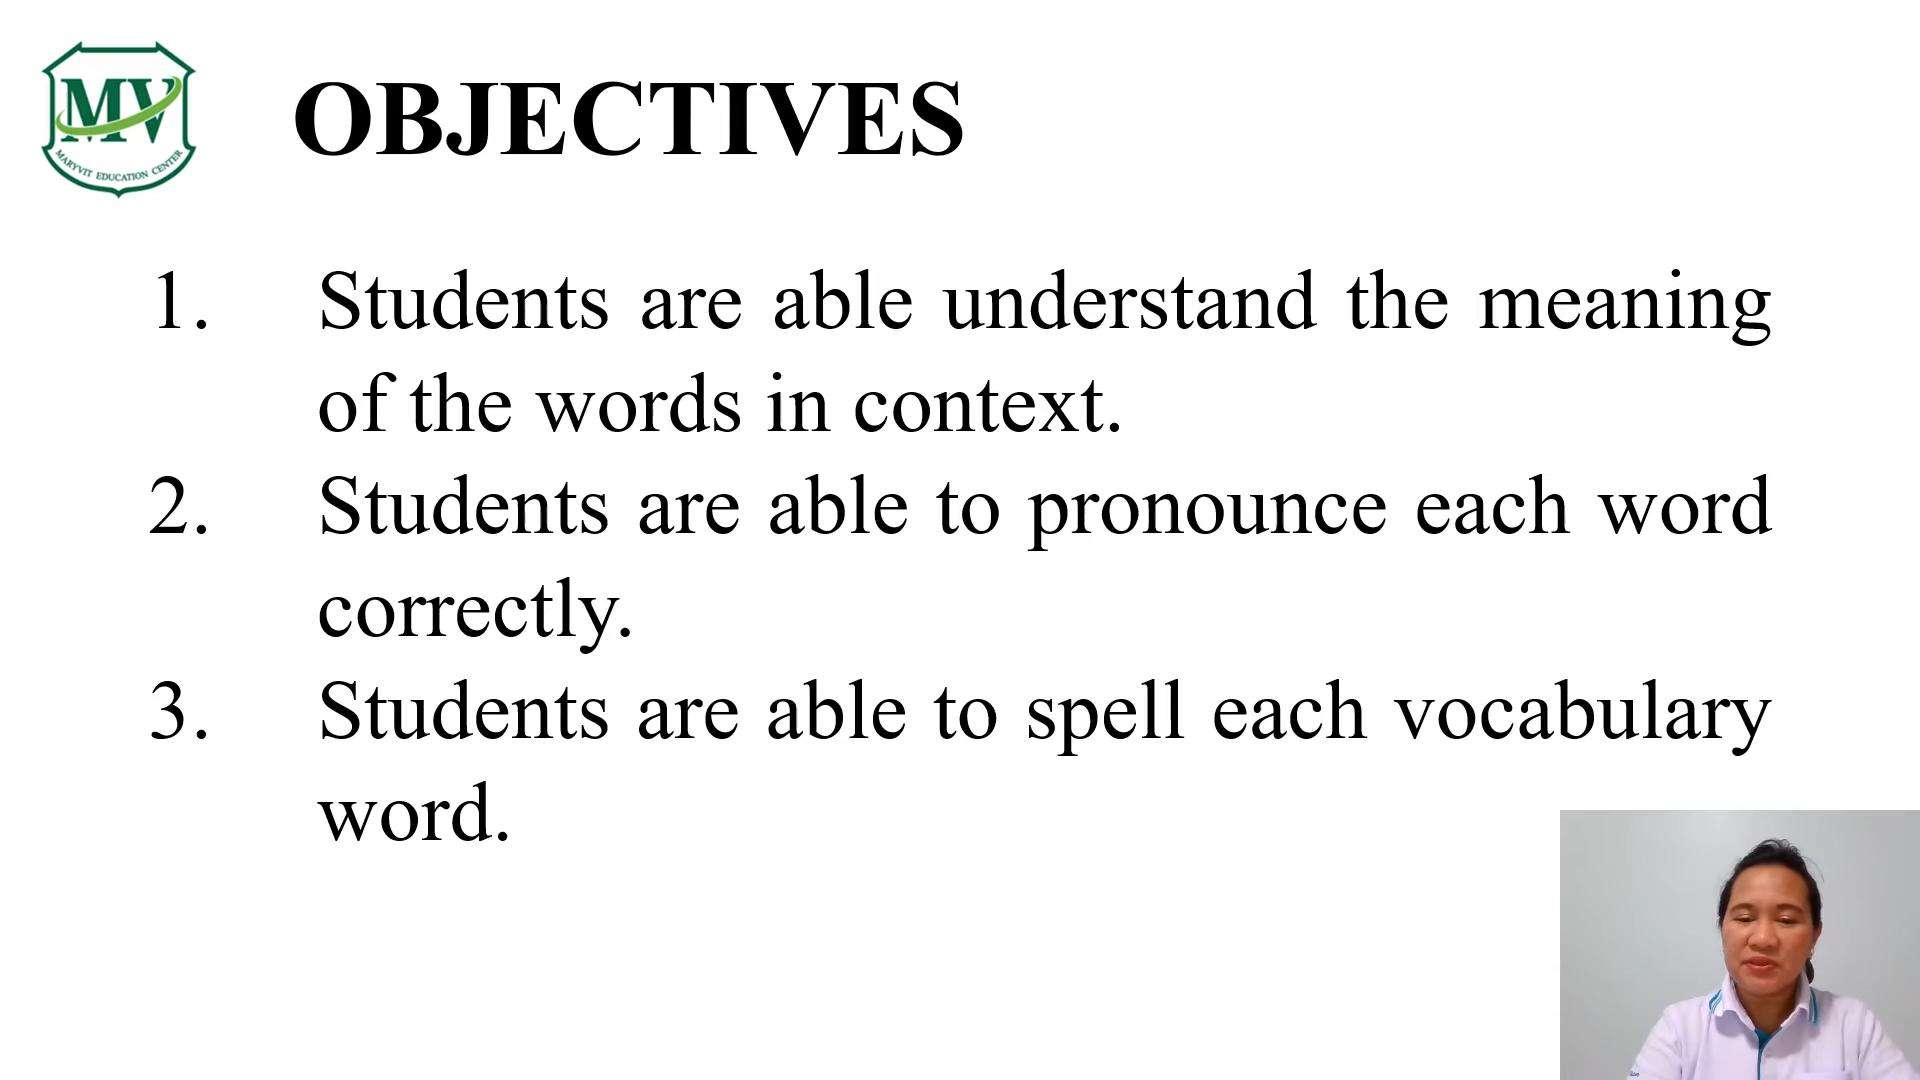 MV
MARYVIT EDUCATION CENTER
OBJECTIVES
1. Students are able understand the meaning
of the words in context.
2. Students are able to pronounce each word
correctly.
3. Students are able to spell each vocabulary
word.